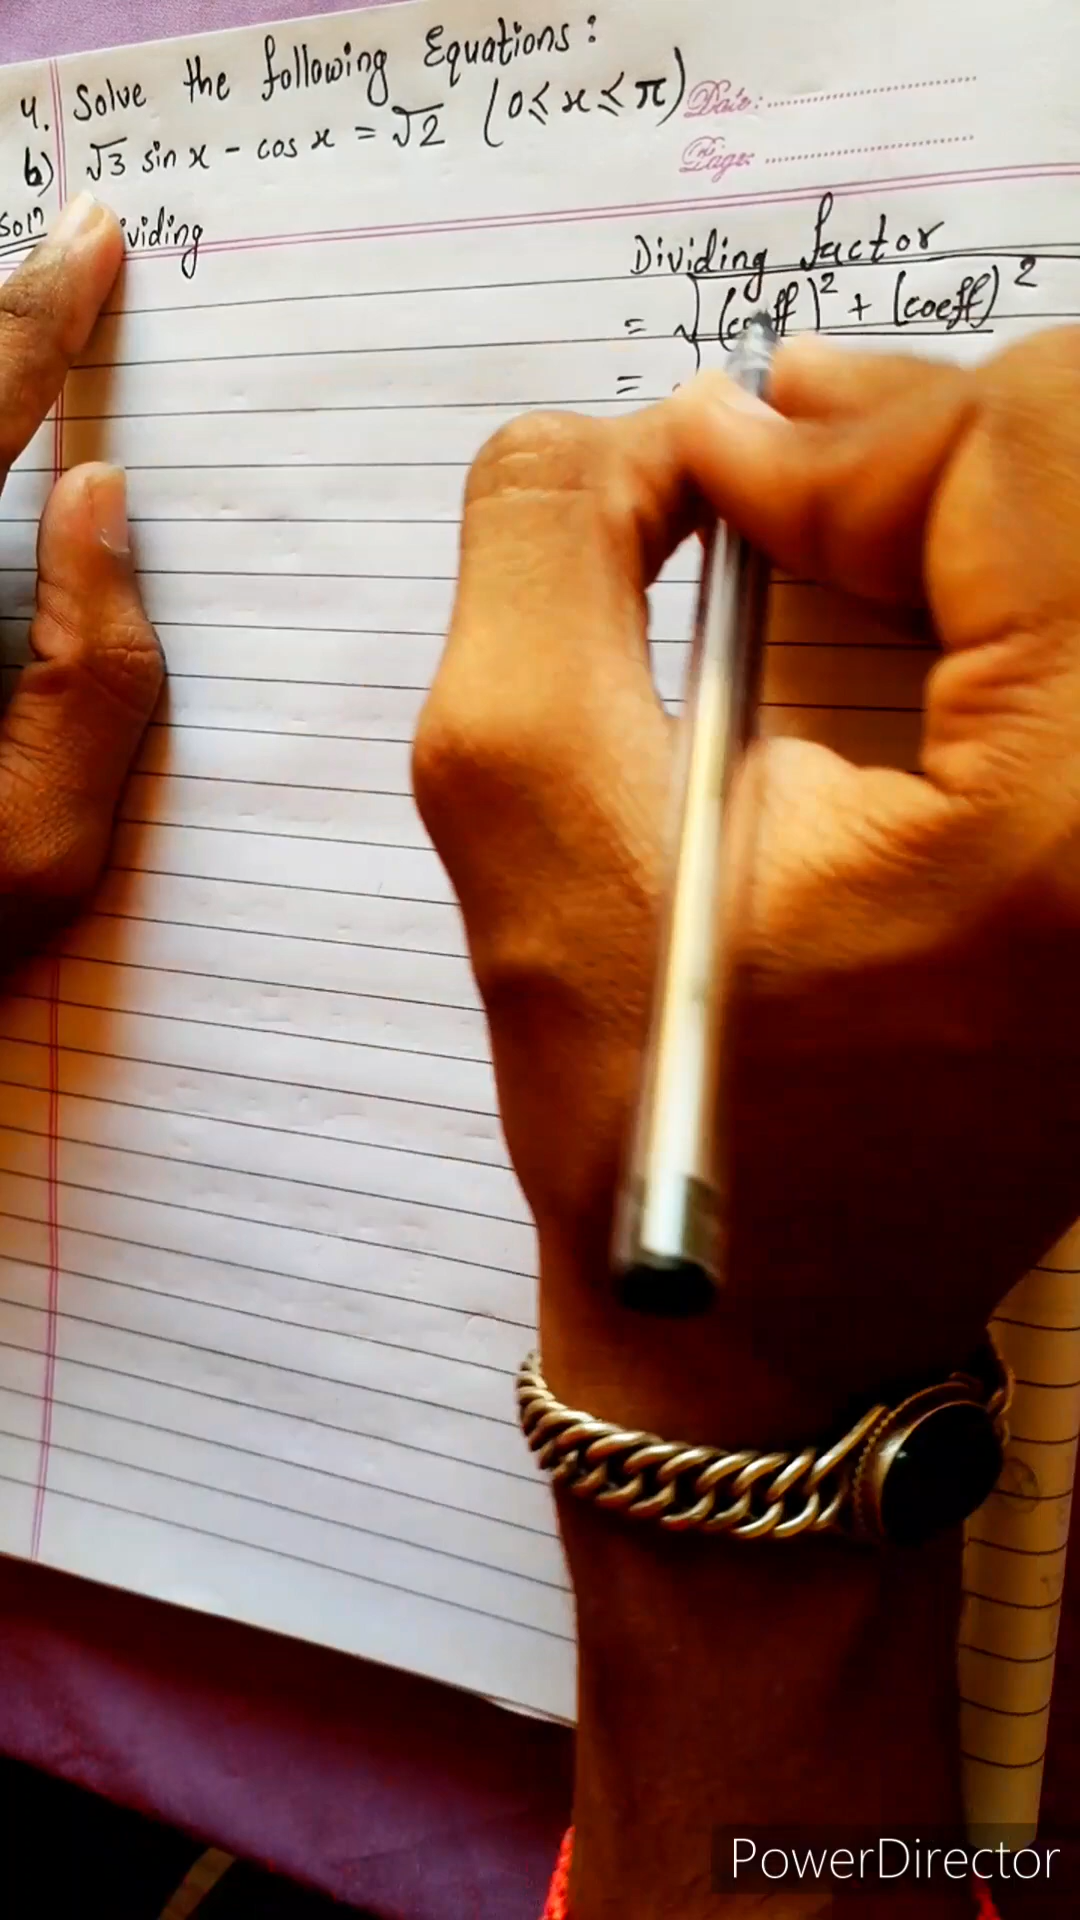 4. Solve the following Equations:
b) √3 sin x - cos x = √2 (0 ≤ x ≤ π)
Date:
Page:
Solⁿ
Dividing factor
= √(coeff)² + (coeff)²
=
PowerDirector